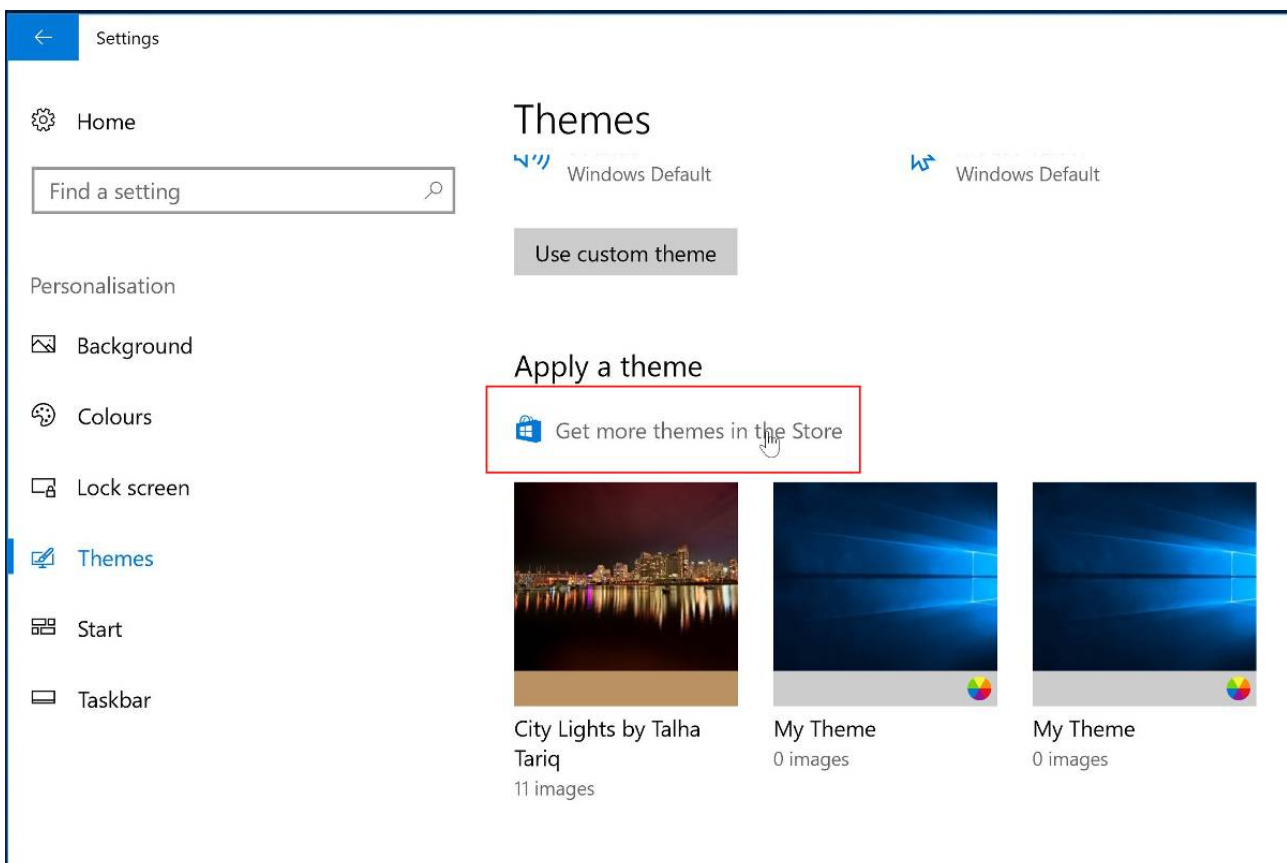 Settings
Home
Find a setting
Personalisation
Background
Colours
Lock screen
Themes
Start
Taskbar
Themes
Windows Default
Windows Default
Use custom theme
Apply a theme
Get more themes in the Store
City Lights by Talha
Tariq
11 images
My Theme
0 images
My Theme
0 images